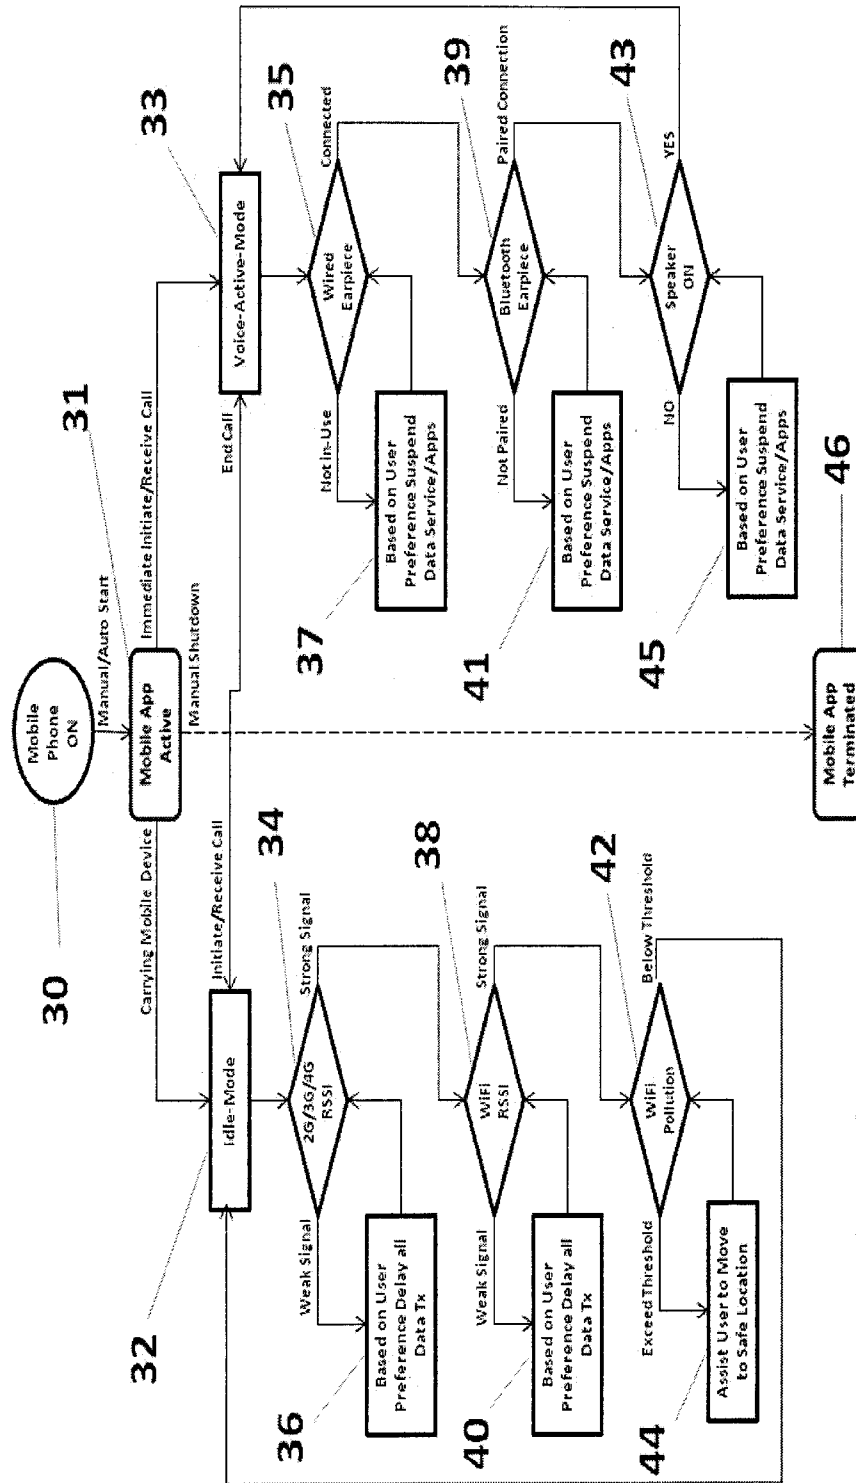 30
Mobile
Phone
ON
Manual/Auto Start
31
Mobile App
Active
Carrying Mobile Device
Immediate Initiate/Receive Call
Manual Shutdown
Initiate/Receive Call
End Call
32
Idle-Mode
34
2G/3G/4G
RSSI
Weak Signal
Strong Signal
36
Based on User
Preference Delay all
Data Tx
38
WiFi
RSSI
Weak Signal
Strong Signal
40
Based on User
Preference Delay all
Data Tx
42
WiFi
Pollution
Exceed Threshold
Below Threshold
44
Assist User to Move
to Safe Location
33
Voice-Active-Mode
35
Wired
Earpiece
Not In-Use
Connected
37
Based on User
Preference Suspend
Data Service/Apps
39
Bluetooth
Earpiece
Not Paired
Paired Connection
41
Based on User
Preference Suspend
Data Service/Apps
43
Speaker
ON
NO
YES
45
Based on User
Preference Suspend
Data Service/Apps
46
Mobile App
Terminated